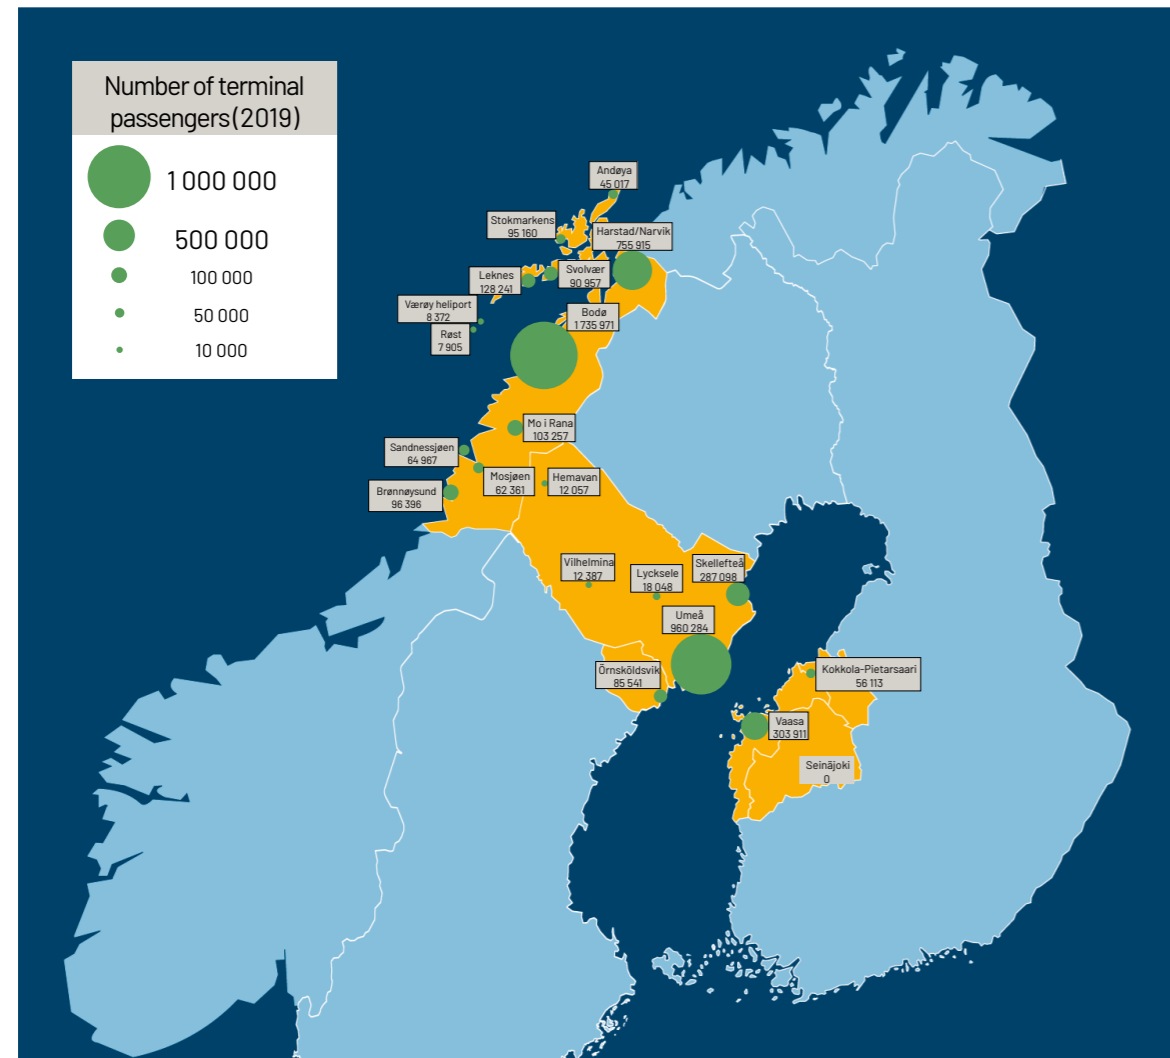 Number of terminal
passengers (2019)
1 000 000
500 000
100 000
50 000
10 000
Andøya
45 017
Stokmarkens
95 160
Harstad/Narvik
755 915
Leknes
128 241
Svolvær
90 957
Værøy heliport
8 372
Røst
7 905
Bodø
1 735 971
Mo i Rana
103 257
Sandnessjøen
64 967
Mosjøen
62 361
Hemavan
12 057
Brønnøysund
96 396
Vilhelmina
12 387
Lycksele
18 048
Skellefteå
287 098
Umeå
960 284
Örnsköldsvik
85 541
Kokkola-Pietarsaari
56 113
Vaasa
303 911
Seinäjoki
0